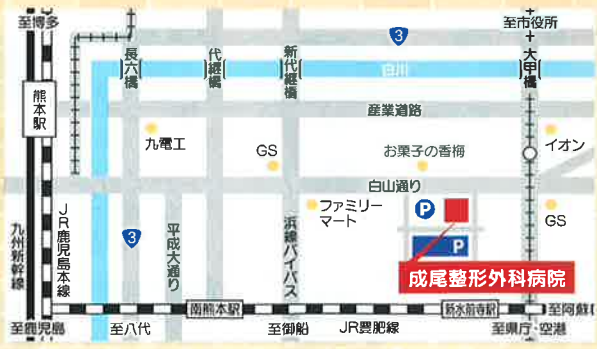 至博多
至市役所
3
長六橋
代継橋
新代継橋
白川
大甲橋
熊本駅
産業道路
九電工
GS
お菓子の香梅
イオン
白山通り
ファミリー
マート
P
GS
九州新幹線
JR鹿児島本線
3
平成大通り
浜線バイパス
P
成尾整形外科病院
南熊本駅
新水前寺駅
至阿蘇
至鹿児島
至八代
至御船
JR豊肥線
至県庁・空港